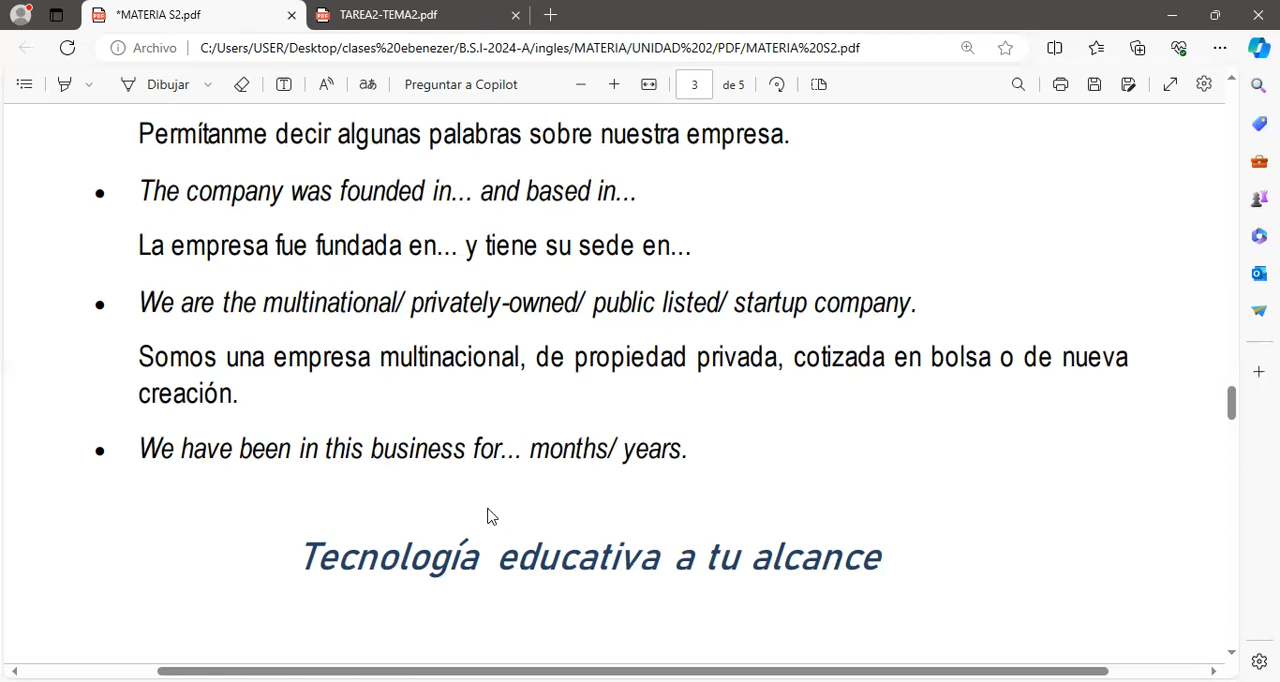 *MATERIA S2.pdf
TAREA2-TEMA2.pdf
Archivo
C:/Users/USER/Desktop/clases%20ebenezer/B.S.I-2024-A/ingles/MATERIA/UNIDAD%202/PDF/MATERIA%20S2.pdf
Dibujar
aあ
Preguntar a Copilot
3 de 5
Permítanme decir algunas palabras sobre nuestra empresa.
• The company was founded in... and based in...
La empresa fue fundada en... y tiene su sede en...
• We are the multinational/ privately-owned/ public listed/ startup company.
Somos una empresa multinacional, de propiedad privada, cotizada en bolsa o de nueva
creación.
• We have been in this business for... months/ years.
Tecnología educativa a tu alcance